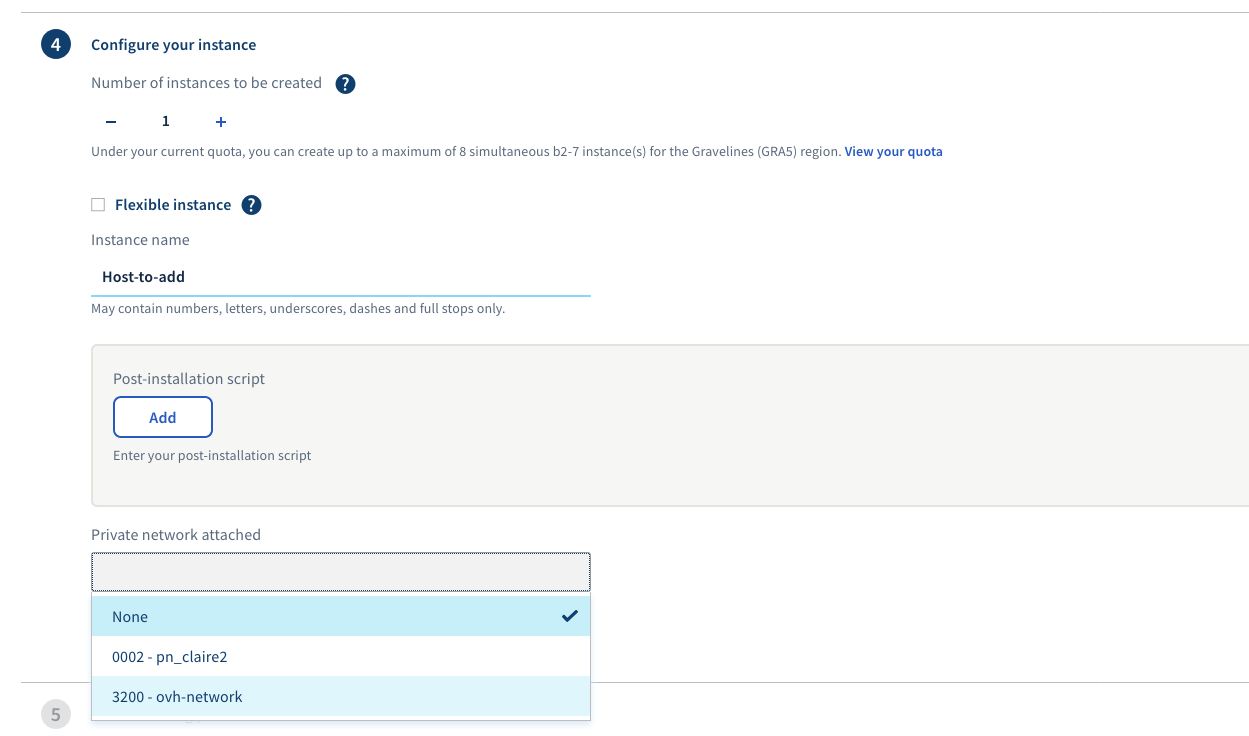 4 Configure your instance
Number of instances to be created ?
− 1 +
Under your current quota, you can create up to a maximum of 8 simultaneous b2-7 instance(s) for the Gravelines (GRA5) region. View your quota
Flexible instance ?
Instance name
Host-to-add
May contain numbers, letters, underscores, dashes and full stops only.
Post-installation script
Add
Enter your post-installation script
Private network attached
None
0002 - pn_claire2
3200 - ovh-network
5